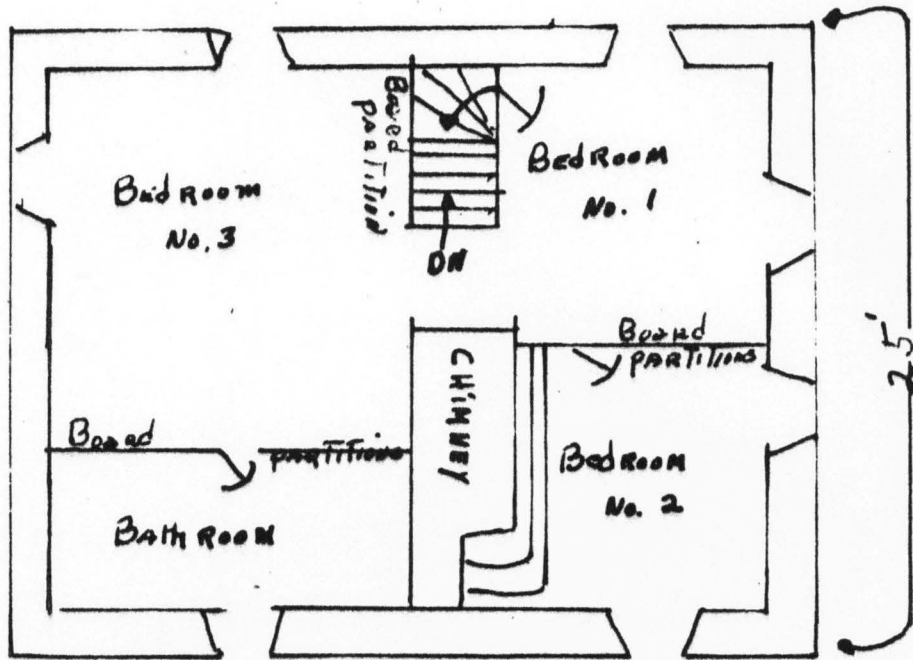 Board
partition
BedROOM
No. 3
BedROOM
No. 1
DN
25'
Board
PARTITIONS
CHIMNEY
Board
PARTITIONS
BedROOM
No. 2
BathROOM